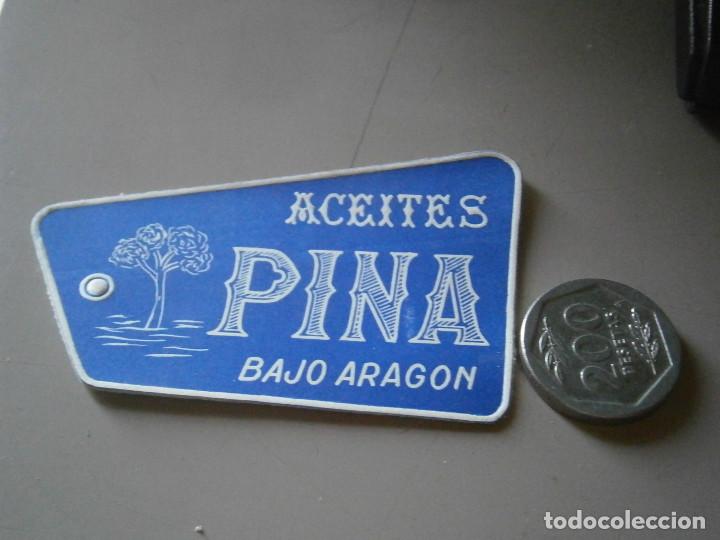 ACEITES
PINA
BAJO ARAGON
200
PESETAS
todocoleccion